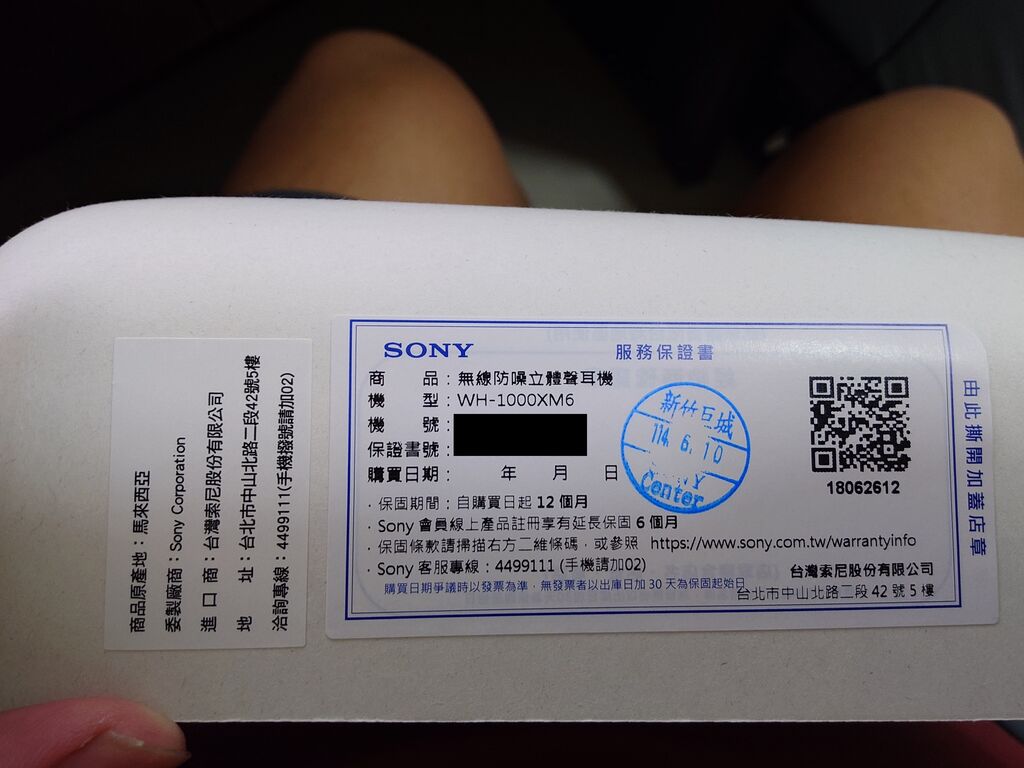 商品原產地：馬來西亞
委製廠商：Sony Corporation
進口商：台灣索尼股份有限公司
地址：台北市中山北路二段42號5樓
洽詢專線：4499111(手機撥號請加02)
SONY
服務保證書
商品：無線防噪立體聲耳機
機型：WH-1000XM6
機號：
保證書號：
購買日期： 年 月 日
新竹巨城
114. 6. 10
Center
18062612
．保固期間：自購買日起 12 個月
．Sony 會員線上產品註冊享有延長保固 6 個月
．保固條款請掃描右方二維條碼，或參照 https://www.sony.com.tw/warrantyinfo
．Sony 客服專線：4499111 (手機請加02)
購買日期爭議時以發票為準，無發票者以出庫日加 30 天為保固起始日
台灣索尼股份有限公司
台北市中山北路二段 42 號 5 樓
由此撕開加蓋店章